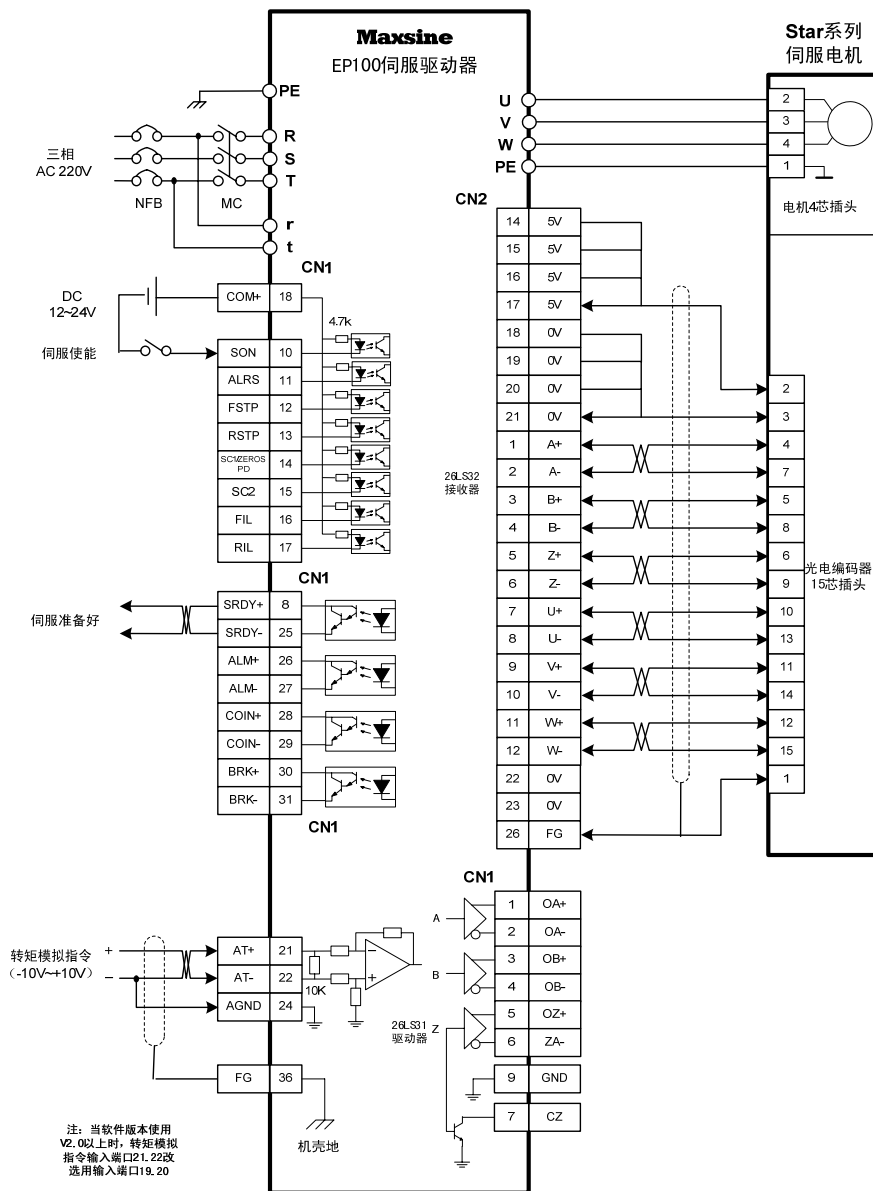 Maxsine
EP100伺服驱动器
Star系列
伺服电机
PE
R
S
T
r
t
三相
AC 220V
NFB
MC
U
V
W
PE
2
3
4
1
电机4芯插头
CN1
DC
12~24V
伺服使能
COM+ 18
4.7k
SON 10
ALRS 11
FSTP 12
RSTP 13
SC1/ZEROS
PD 14
SC2 15
FIL 16
RIL 17
CN1
伺服准备好
SRDY+ 8
SRDY- 25
ALM+ 26
ALM- 27
COIN+ 28
COIN- 29
BRK+ 30
BRK- 31
CN1
转矩模拟指令
（-10V~+10V）
+
−
AT+ 21
AT- 22
AGND 24
10K
−
+
FG 36
机壳地
注：当软件版本使用
V2.0以上时，转矩模拟
指令输入端口21.22改
选用输入端口19.20
CN2
14 5V
15 5V
16 5V
17 5V
18 0V
19 0V
20 0V
21 0V
1 A+
2 A-
3 B+
4 B-
5 Z+
6 Z-
7 U+
8 U-
9 V+
10 V-
11 W+
12 W-
22 0V
23 0V
26 FG
26LS32
接收器
2
3
4
7
5
8
6
9
10
13
11
14
12
15
1
光电编码器
15芯插头
CN1
A
B
Z
1 OA+
2 OA-
3 OB+
4 OB-
5 OZ+
6 ZA-
9 GND
7 CZ
26LS31
驱动器